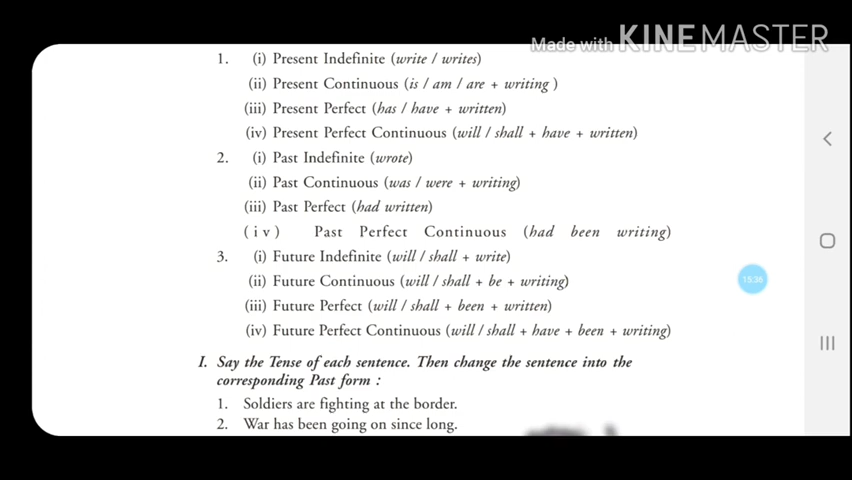 Made with KINEMASTER
1. (i) Present Indefinite (write / writes)
(ii) Present Continuous (is / am / are + writing )
(iii) Present Perfect (has / have + written)
(iv) Present Perfect Continuous (will / shall + have + written)
2. (i) Past Indefinite (wrote)
(ii) Past Continuous (was / were + writing)
(iii) Past Perfect (had written)
(iv) Past Perfect Continuous (had been writing)
3. (i) Future Indefinite (will / shall + write)
(ii) Future Continuous (will / shall + be + writing)
15:36
(iii) Future Perfect (will / shall + been + written)
(iv) Future Perfect Continuous (will / shall + have + been + writing)
I. Say the Tense of each sentence. Then change the sentence into the
corresponding Past form :
1. Soldiers are fighting at the border.
2. War has been going on since long.